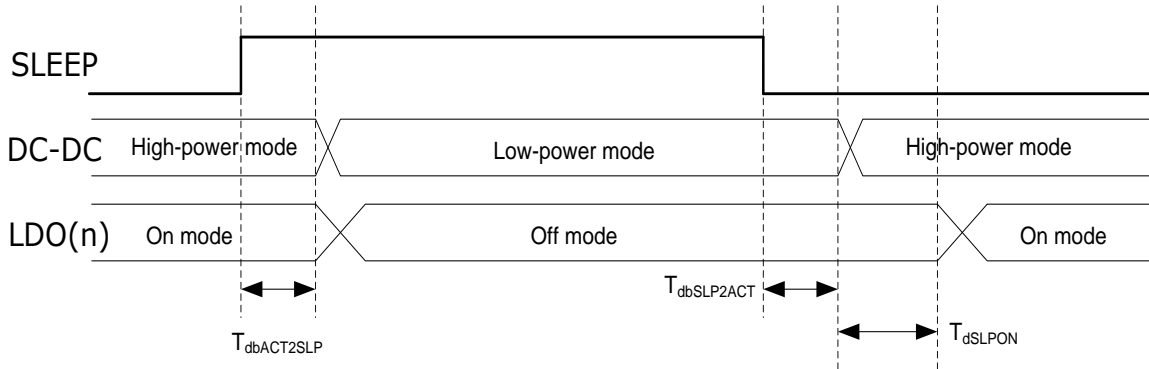 SLEEP
DC-DC
High-power mode
Low-power mode
High-power mode
LDO(n)
On mode
Off mode
On mode
TdbACT2SLP
TdbSLP2ACT
TdSLPON